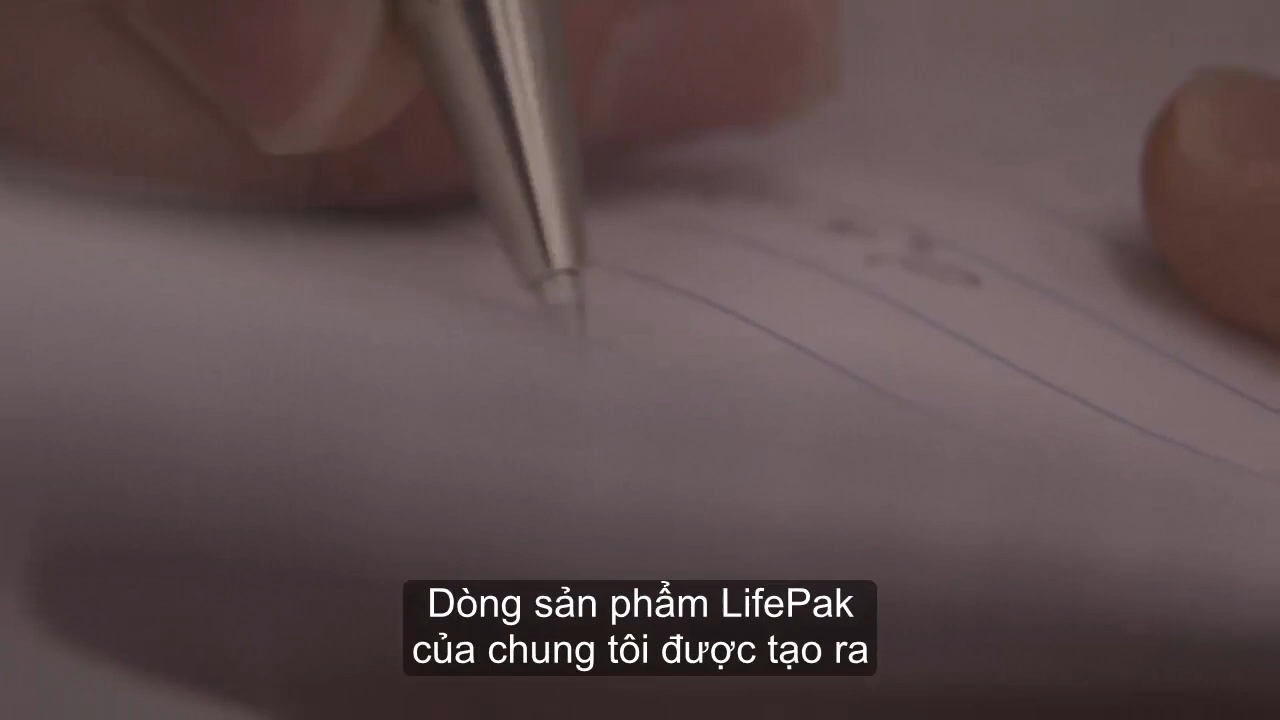 Dòng sản phẩm LifePak
của chung tôi được tạo ra